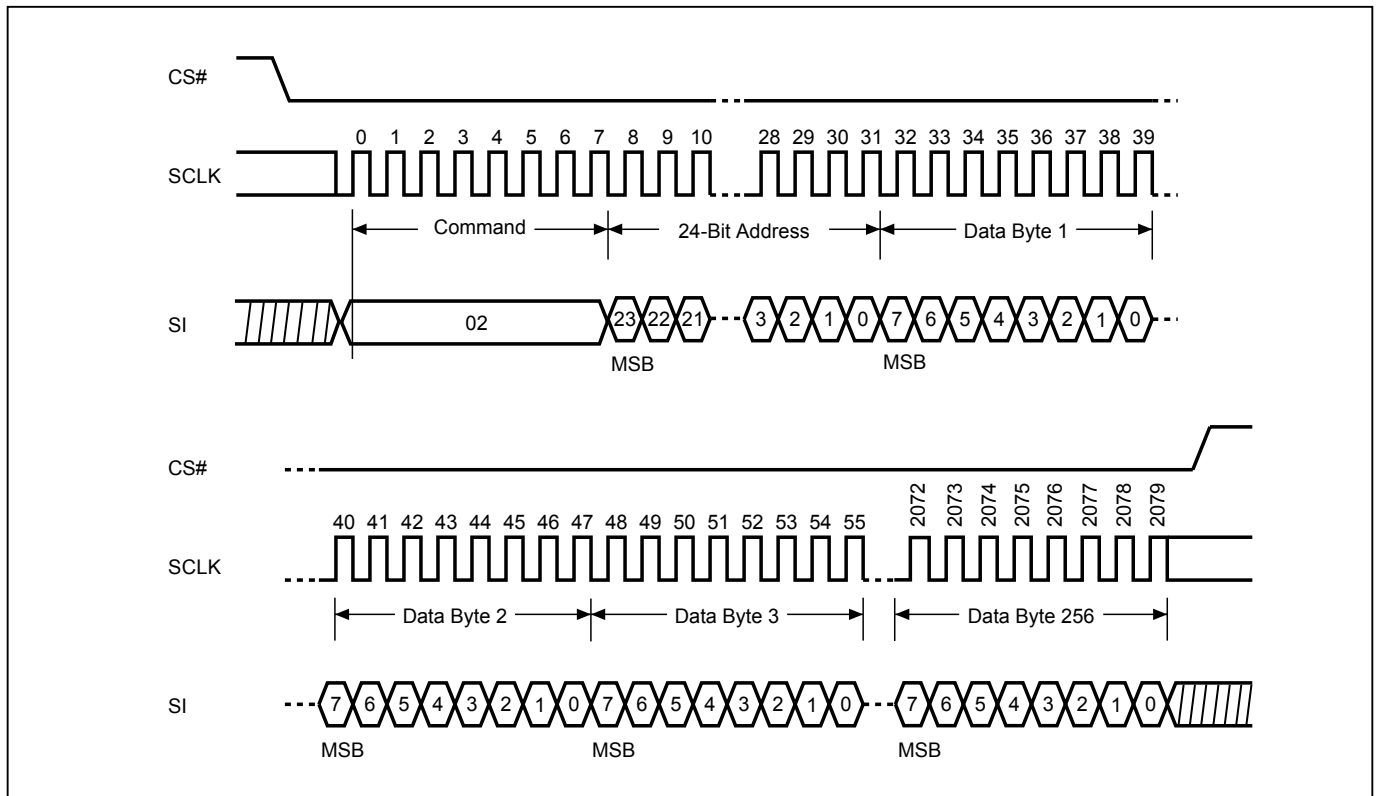 CS#
0 1 2 3 4 5 6 7 8 9 10 28 29 30 31 32 33 34 35 36 37 38 39
SCLK
Command 24-Bit Address Data Byte 1
SI 02 23 22 21 3 2 1 0 7 6 5 4 3 2 1 0
MSB MSB
CS#
40 41 42 43 44 45 46 47 48 49 50 51 52 53 54 55 2072 2073 2074 2075 2076 2077 2078 2079
SCLK
Data Byte 2 Data Byte 3 Data Byte 256
SI 7 6 5 4 3 2 1 0 7 6 5 4 3 2 1 0 7 6 5 4 3 2 1 0
MSB MSB MSB